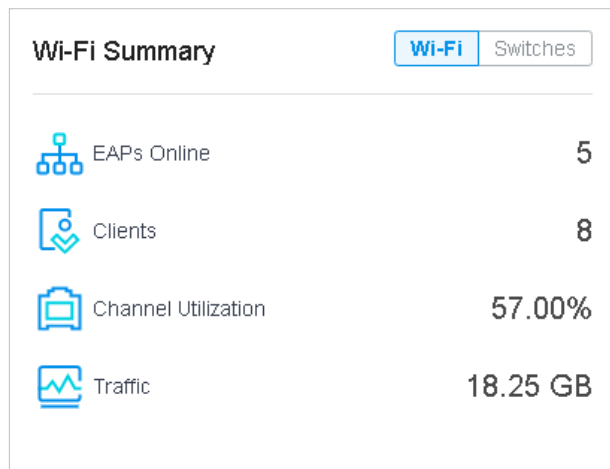 Wi-Fi Summary Wi-Fi Switches
EAPs Online 5
Clients 8
Channel Utilization 57.00%
Traffic 18.25 GB